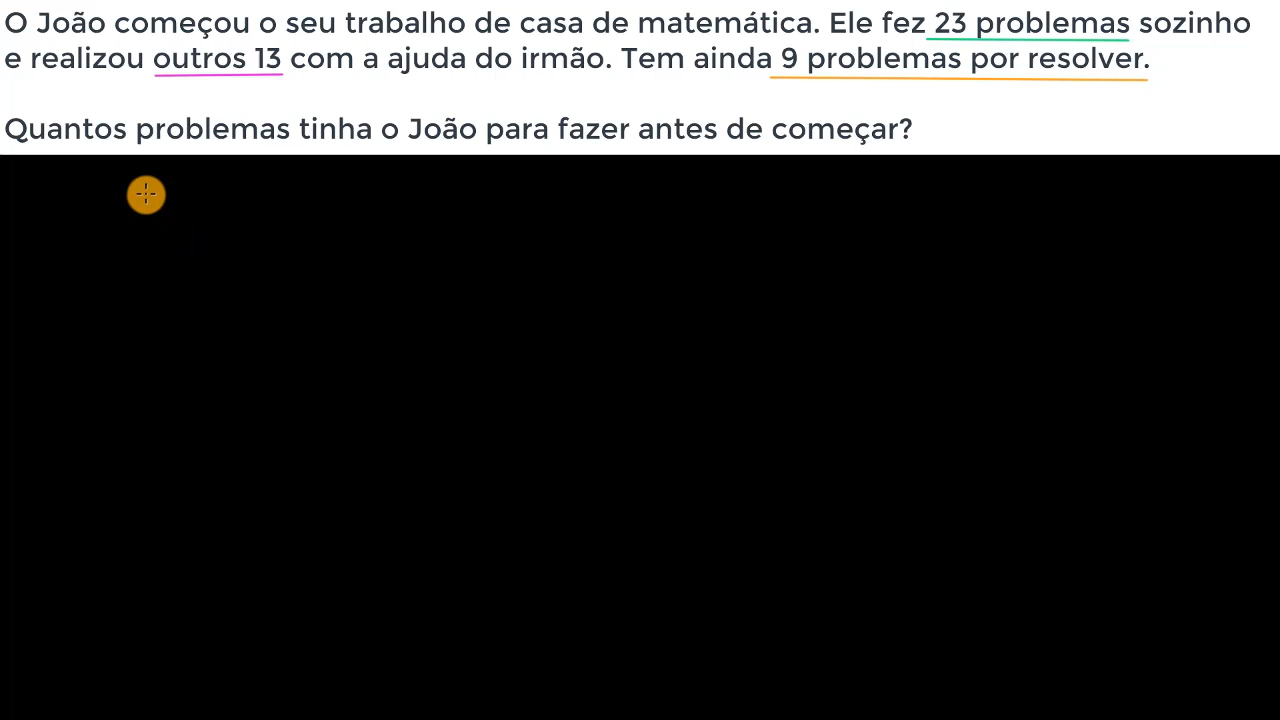 O João começou o seu trabalho de casa de matemática. Ele fez 23 problemas sozinho
e realizou outros 13 com a ajuda do irmão. Tem ainda 9 problemas por resolver.
Quantos problemas tinha o João para fazer antes de começar?